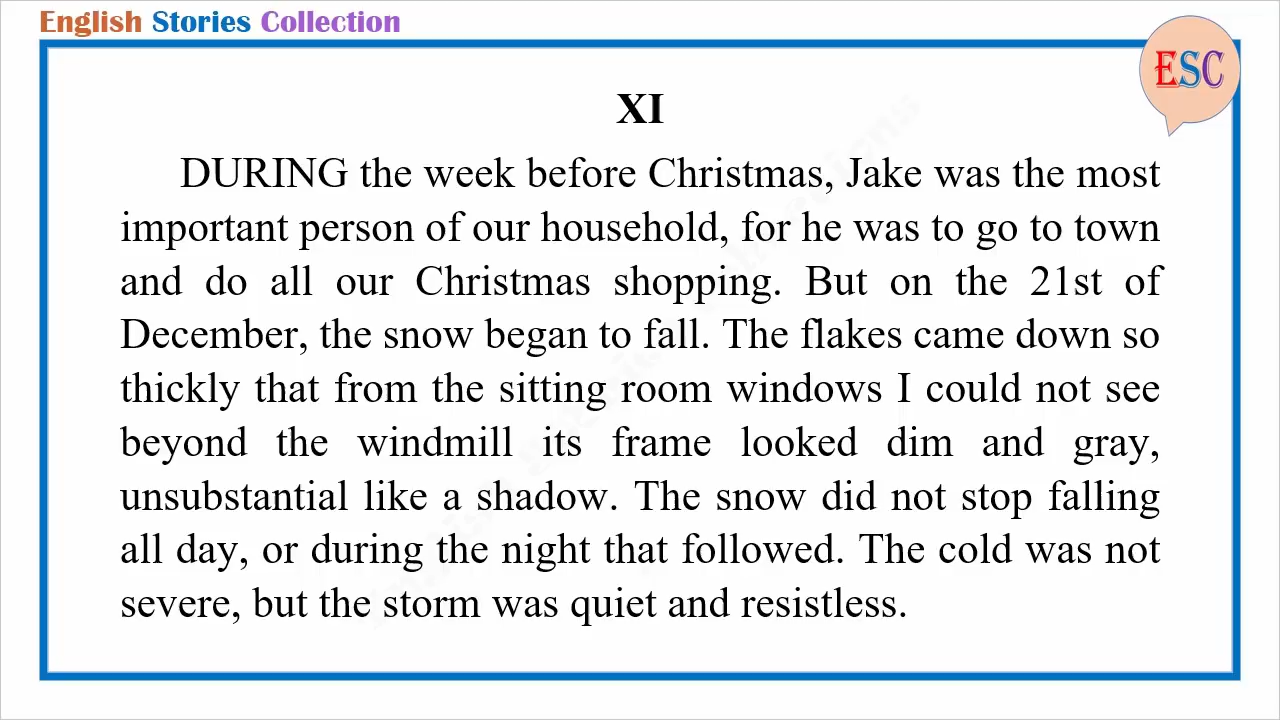 English Stories Collection
ESC
XI
DURING the week before Christmas, Jake was the most
important person of our household, for he was to go to town
and do all our Christmas shopping. But on the 21st of
December, the snow began to fall. The flakes came down so
thickly that from the sitting room windows I could not see
beyond the windmill its frame looked dim and gray,
unsubstantial like a shadow. The snow did not stop falling
all day, or during the night that followed. The cold was not
severe, but the storm was quiet and resistless.